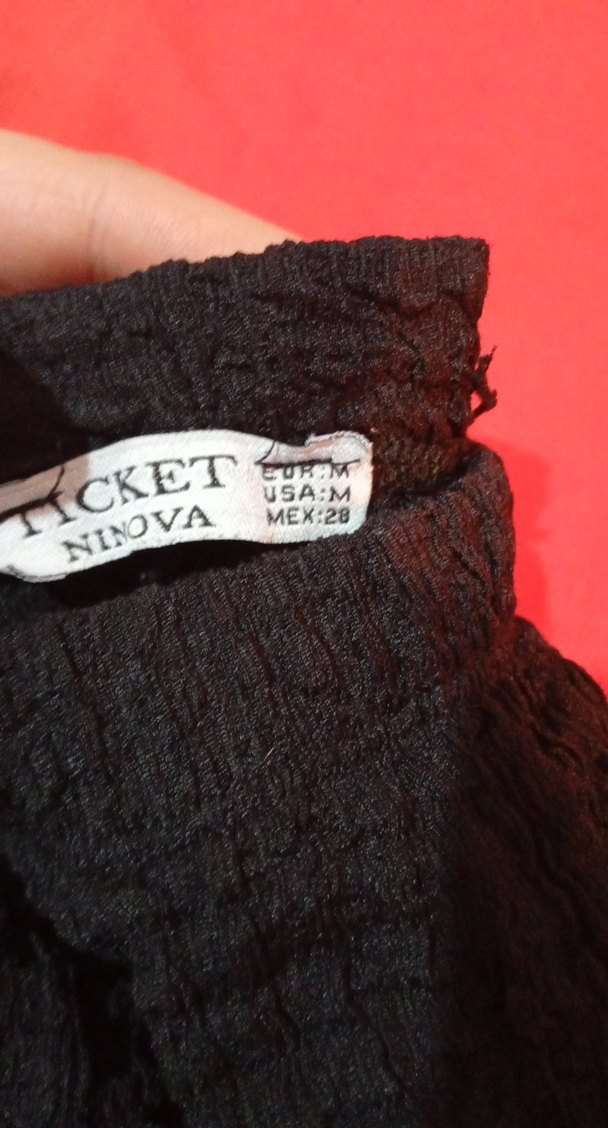 TICKET
NINOVA
EUR:M
USA:M
MEX:28